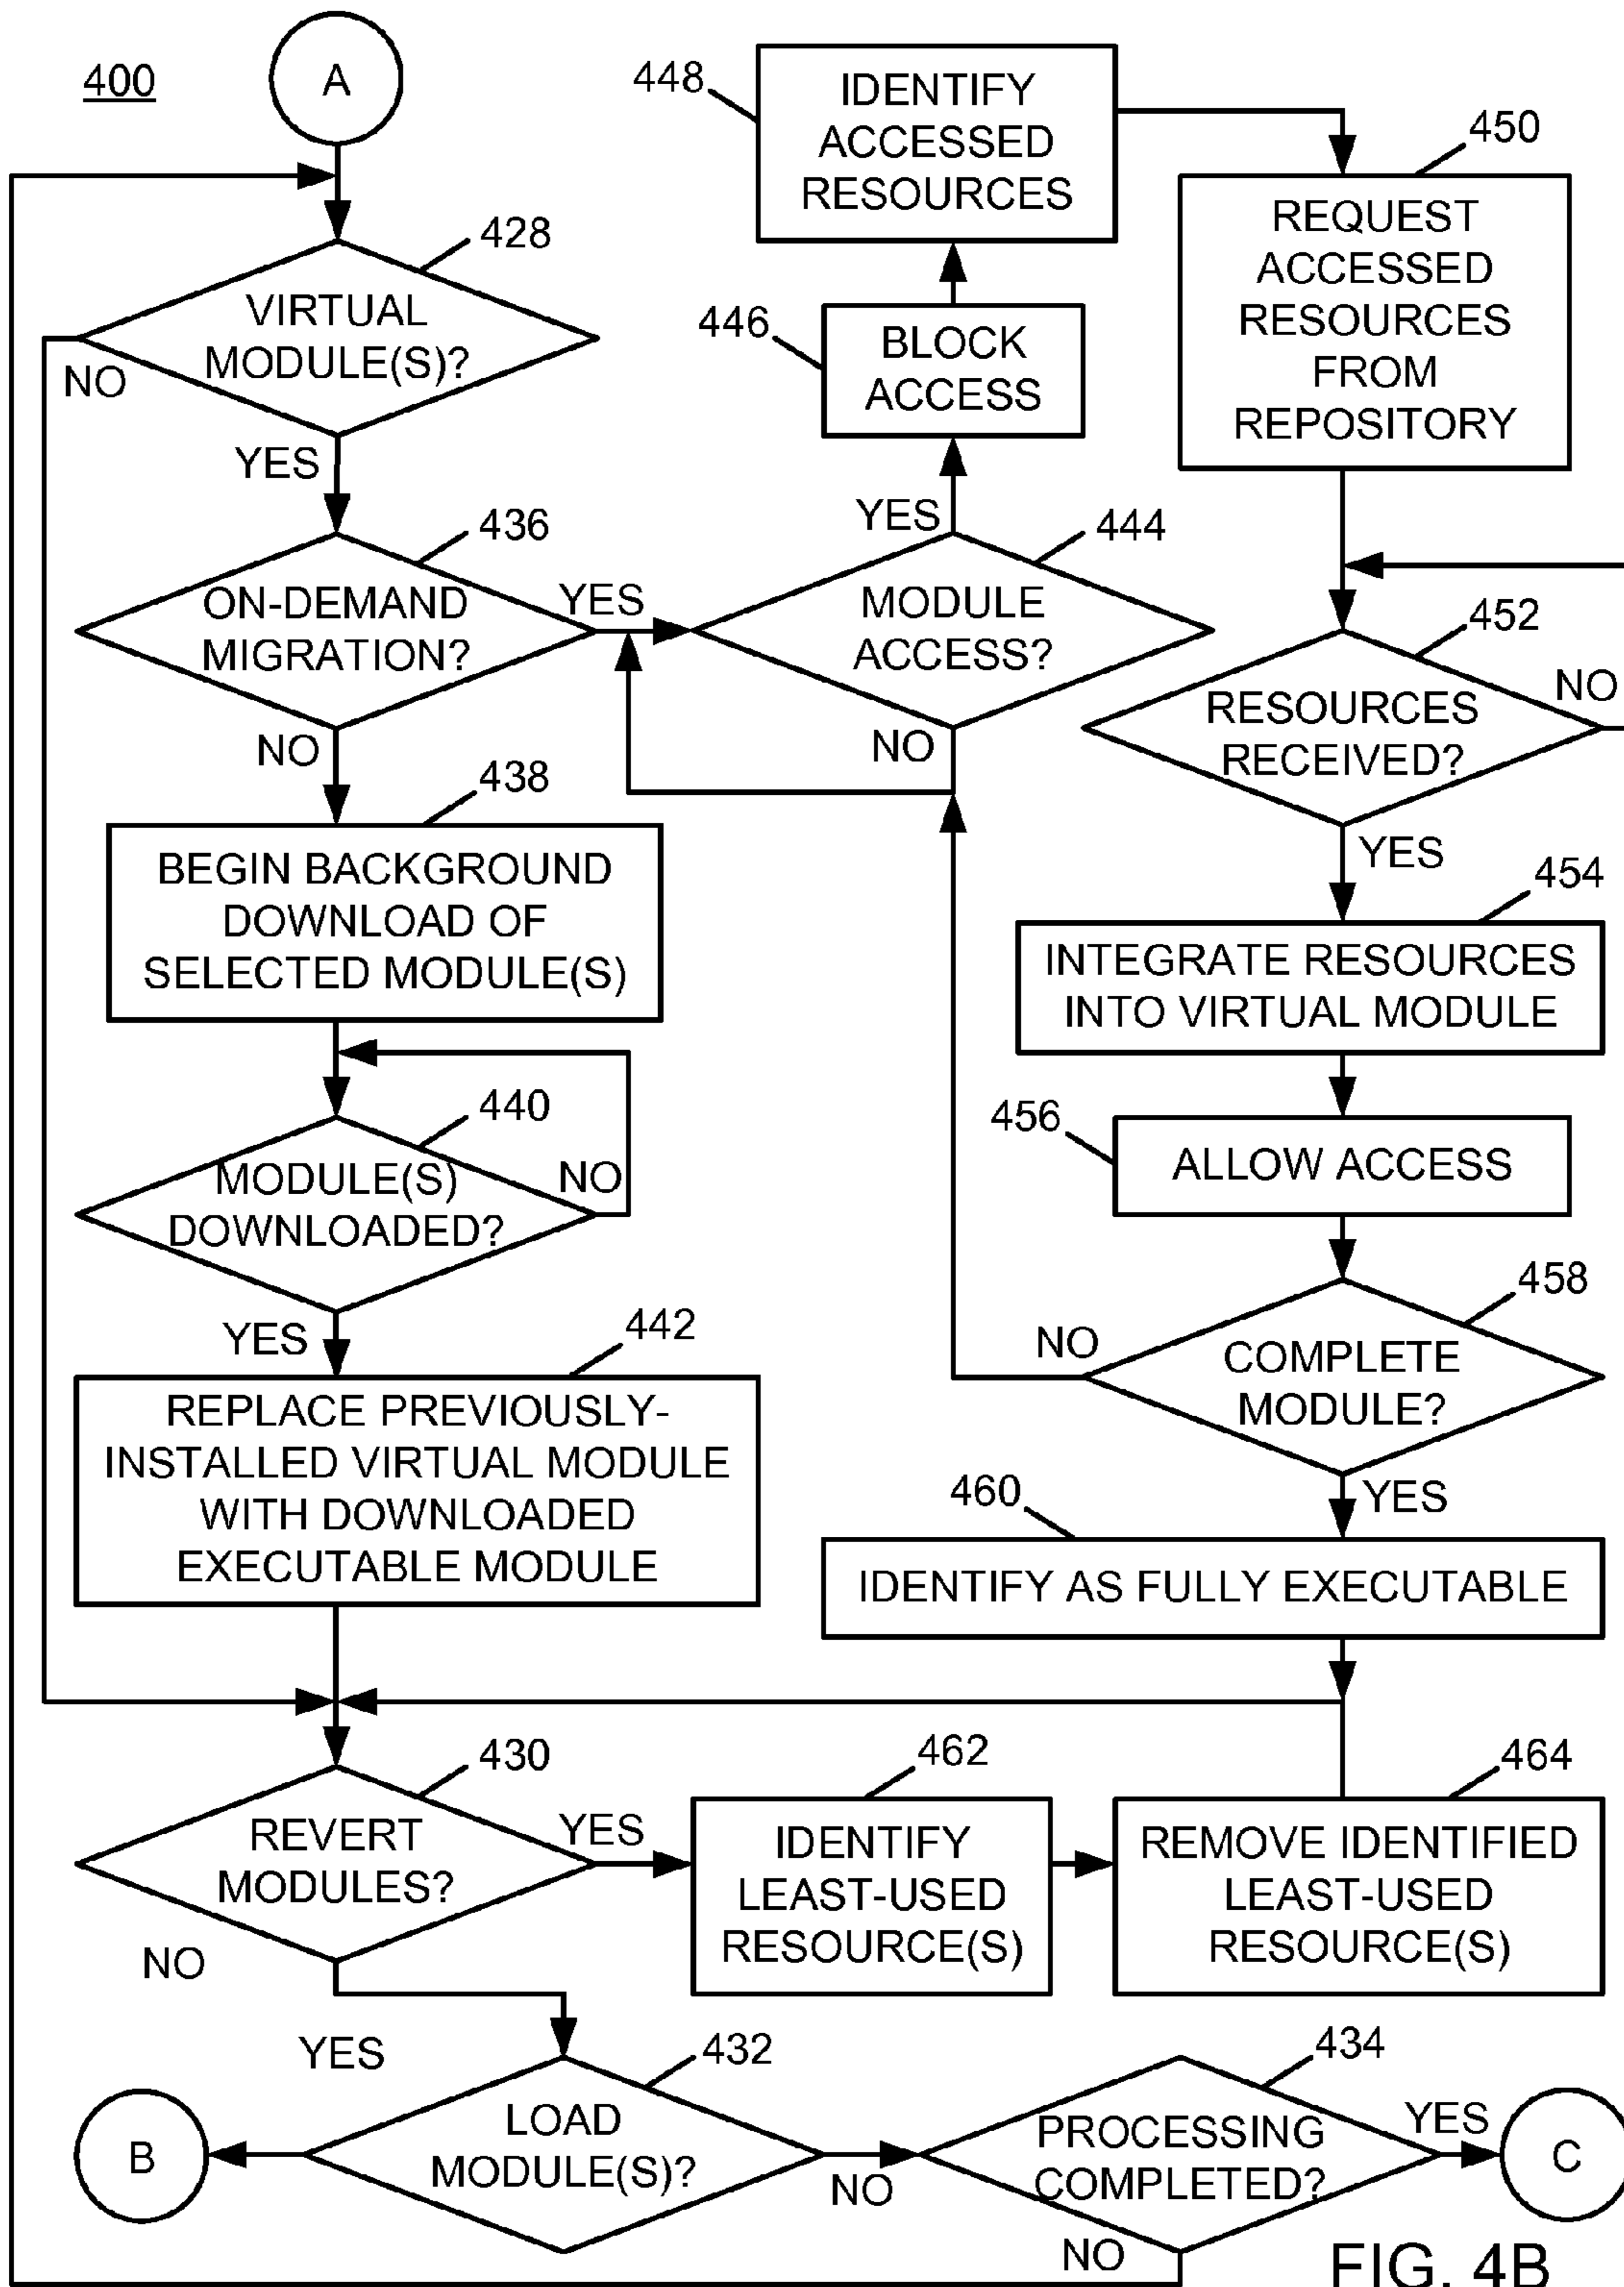 400
A
428
VIRTUAL
MODULE(S)?
NO
YES
436
ON-DEMAND
MIGRATION?
YES
NO
438
BEGIN BACKGROUND
DOWNLOAD OF
SELECTED MODULE(S)
440
MODULE(S)
DOWNLOADED?
NO
YES
442
REPLACE PREVIOUSLY-
INSTALLED VIRTUAL MODULE
WITH DOWNLOADED
EXECUTABLE MODULE
444
MODULE
ACCESS?
YES
NO
446
BLOCK
ACCESS
448
IDENTIFY
ACCESSED
RESOURCES
450
REQUEST
ACCESSED
RESOURCES
FROM
REPOSITORY
452
RESOURCES
RECEIVED?
NO
YES
454
INTEGRATE RESOURCES
INTO VIRTUAL MODULE
456
ALLOW ACCESS
458
COMPLETE
MODULE?
NO
YES
460
IDENTIFY AS FULLY EXECUTABLE
430
REVERT
MODULES?
YES
NO
462
IDENTIFY
LEAST-USED
RESOURCE(S)
464
REMOVE IDENTIFIED
LEAST-USED
RESOURCE(S)
432
LOAD
MODULE(S)?
YES
B
NO
434
PROCESSING
COMPLETED?
YES
C
NO
FIG. 4B